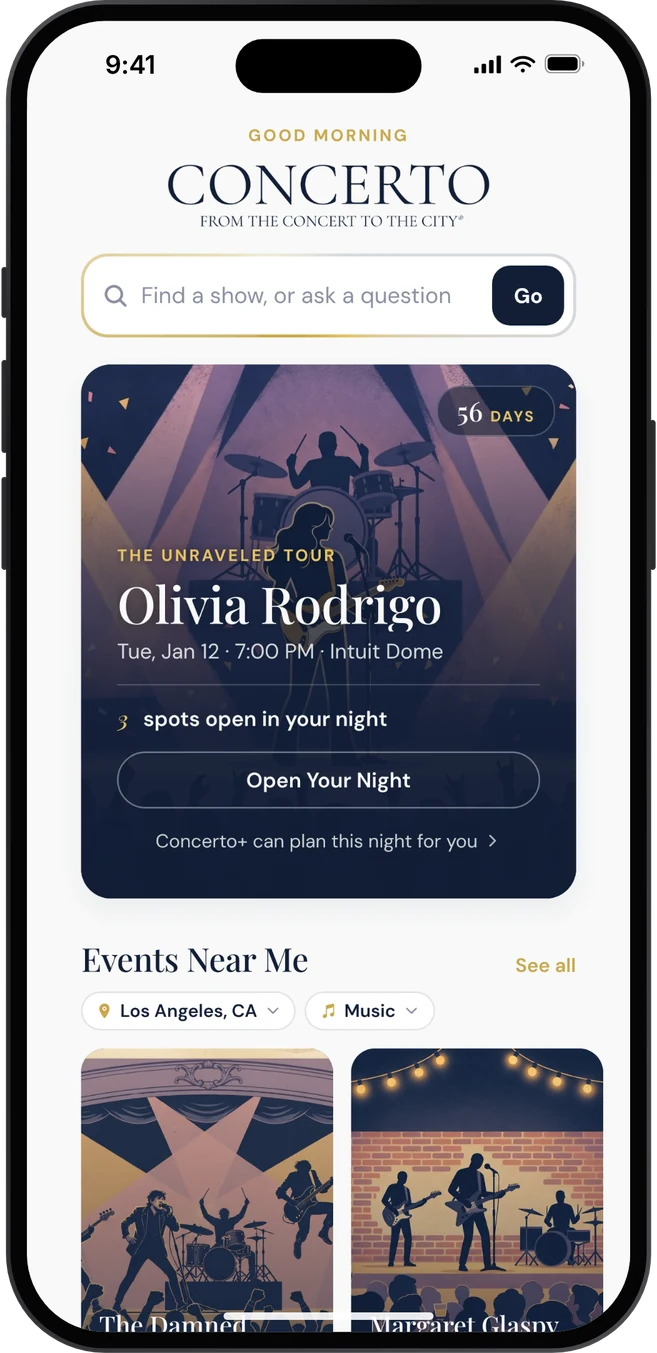 9:41
GOOD MORNING
CONCERTO
FROM THE CONCERT TO THE CITY®
Find a show, or ask a question
Go
56 DAYS
THE UNRAVELED TOUR
Olivia Rodrigo
Tue, Jan 12 · 7:00 PM · Intuit Dome
3 spots open in your night
Open Your Night
Concerto+ can plan this night for you
Events Near Me
See all
Los Angeles, CA
Music
The Damned
Margaret Glaspy